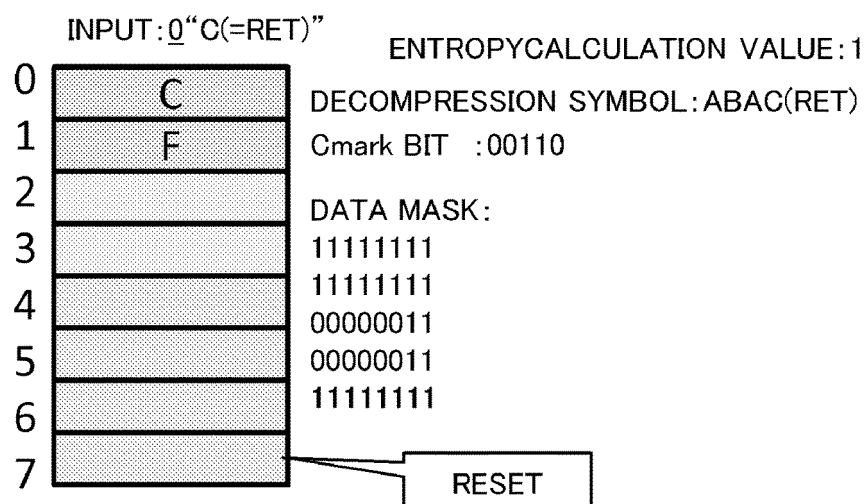 INPUT:0“C(=RET)”
ENTROPYCALCULATION VALUE:1
0 C
DECOMPRESSION SYMBOL:ABAC(RET)
1 F
Cmark BIT :00110
2
DATA MASK:
3
11111111
11111111
4
00000011
5
00000011
11111111
6
7
RESET